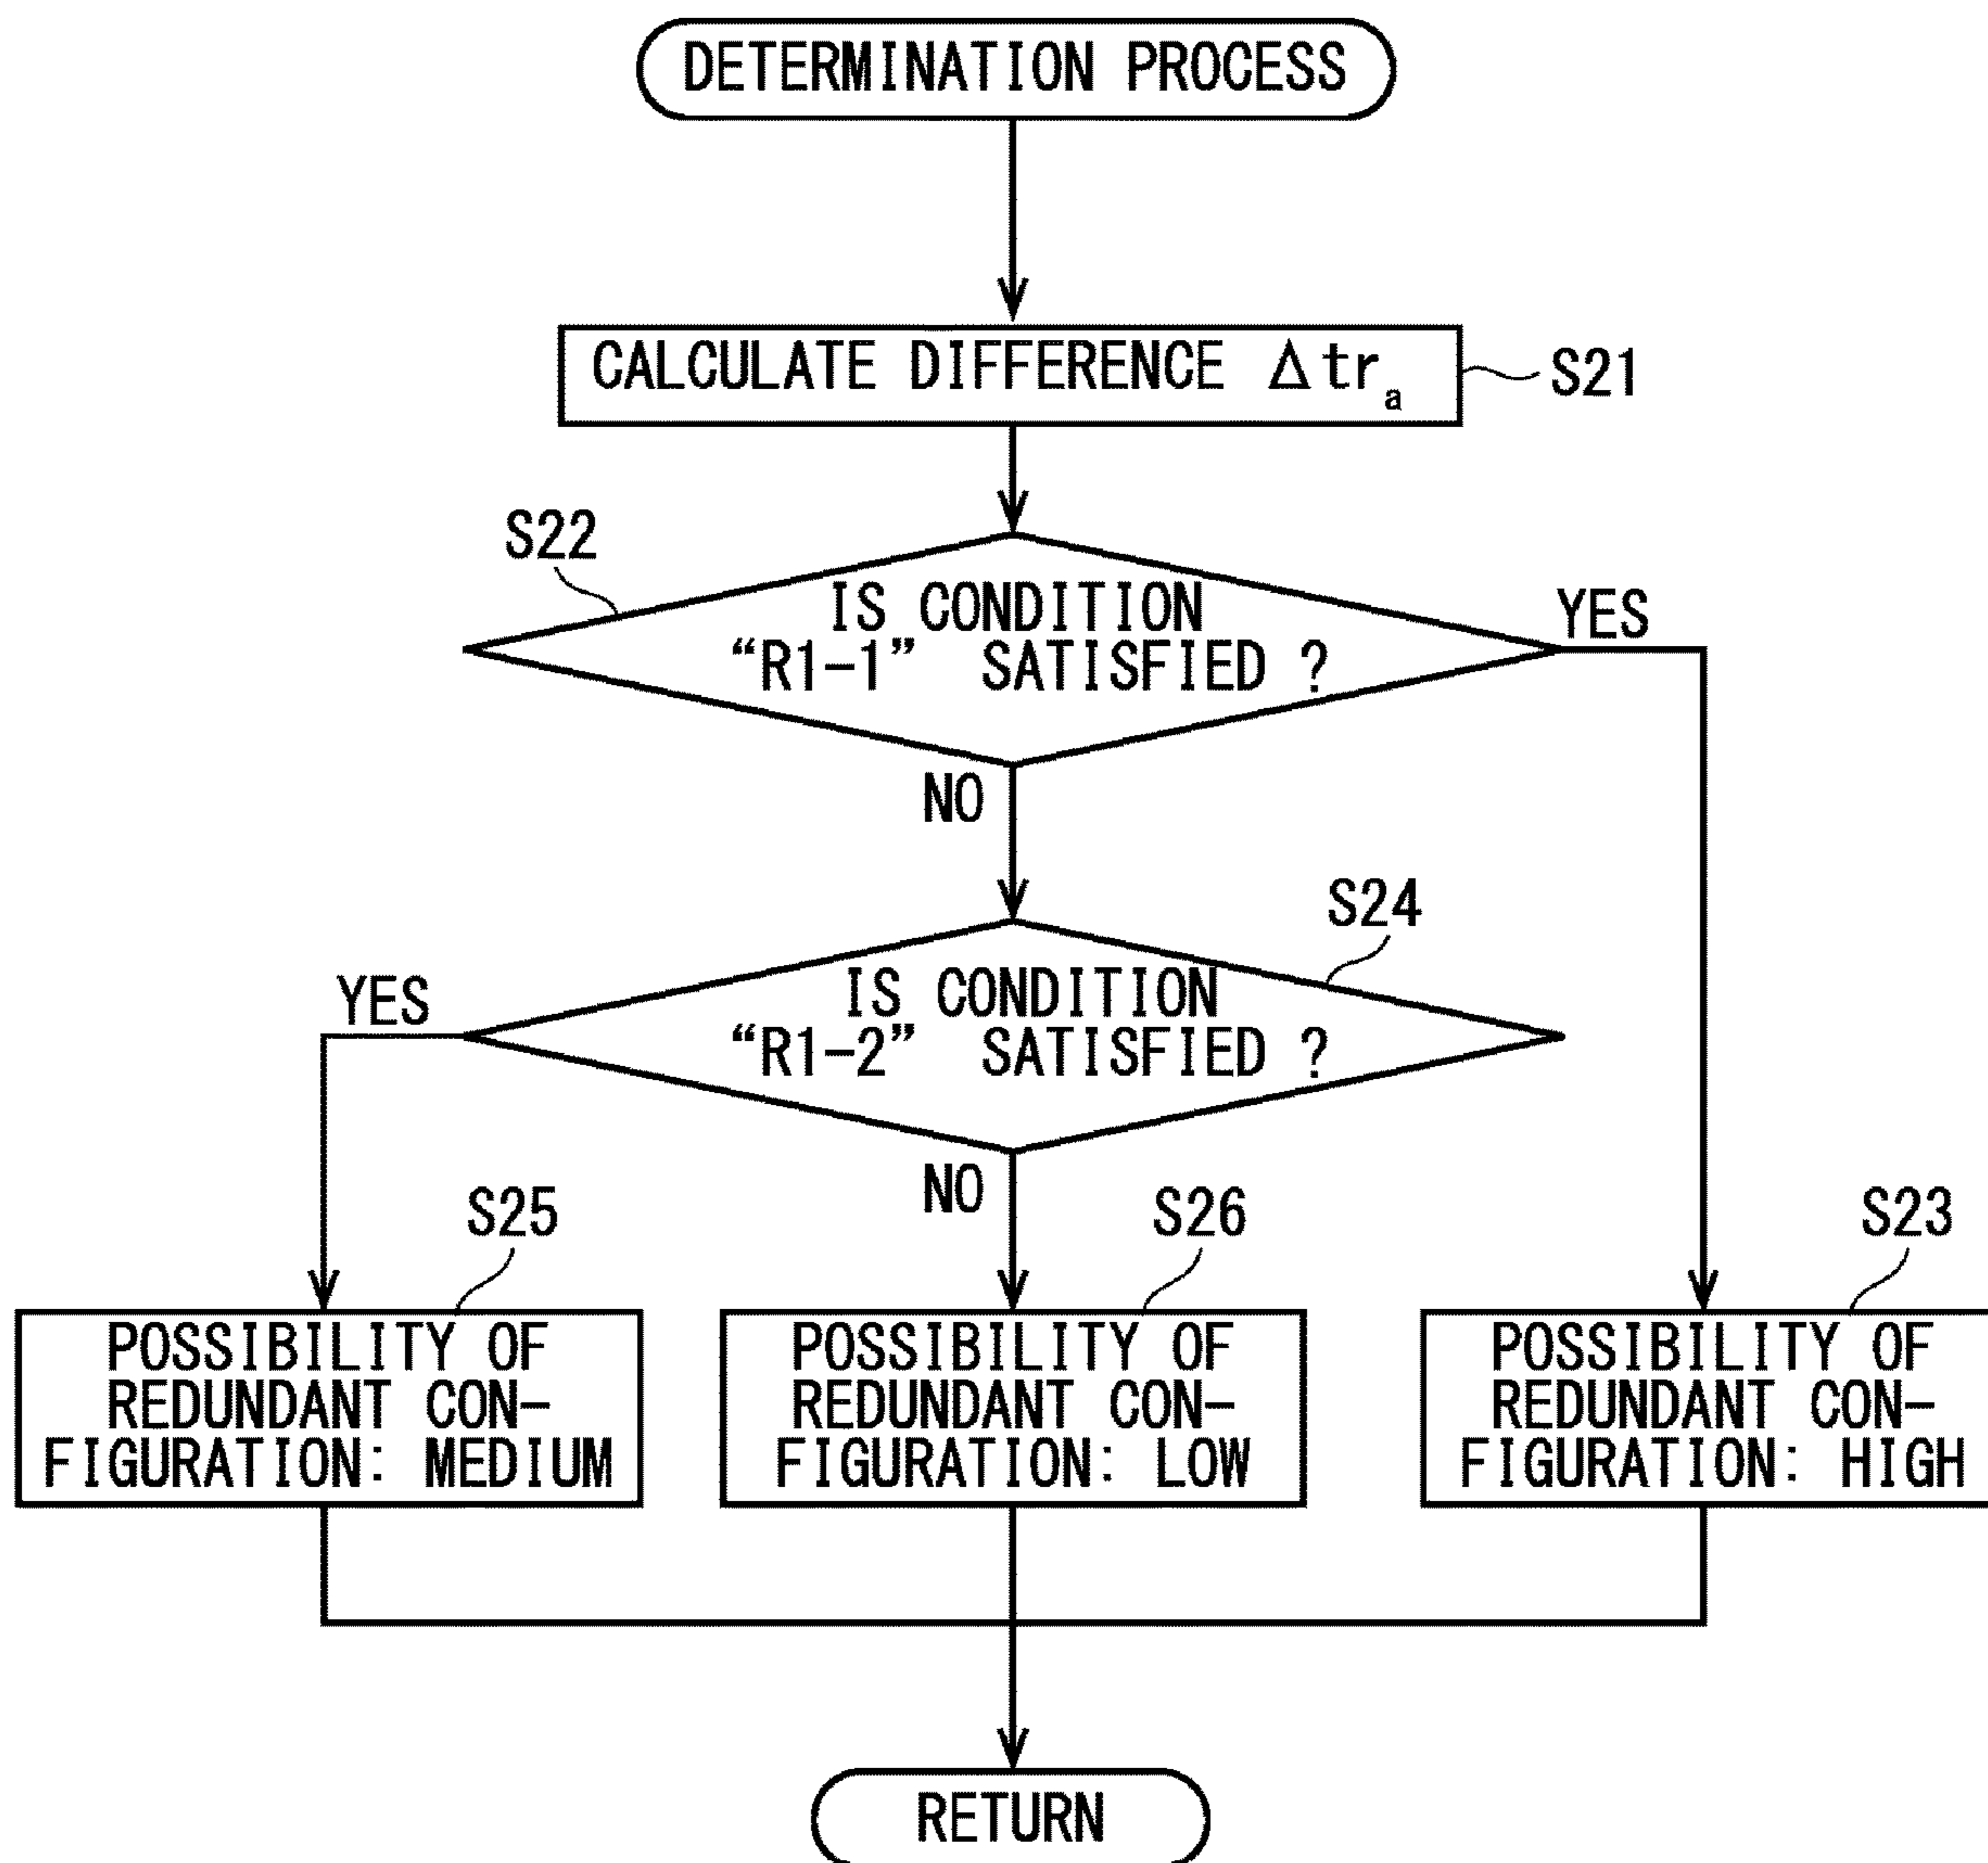 DETERMINATION PROCESS
CALCULATE DIFFERENCE Δtrₐ
S21
S22
IS CONDITION
“R1-1” SATISFIED ?
YES
NO
S24
IS CONDITION
“R1-2” SATISFIED ?
YES
NO
S25
S26
S23
POSSIBILITY OF
REDUNDANT CON-
FIGURATION: MEDIUM
POSSIBILITY OF
REDUNDANT CON-
FIGURATION: LOW
POSSIBILITY OF
REDUNDANT CON-
FIGURATION: HIGH
RETURN